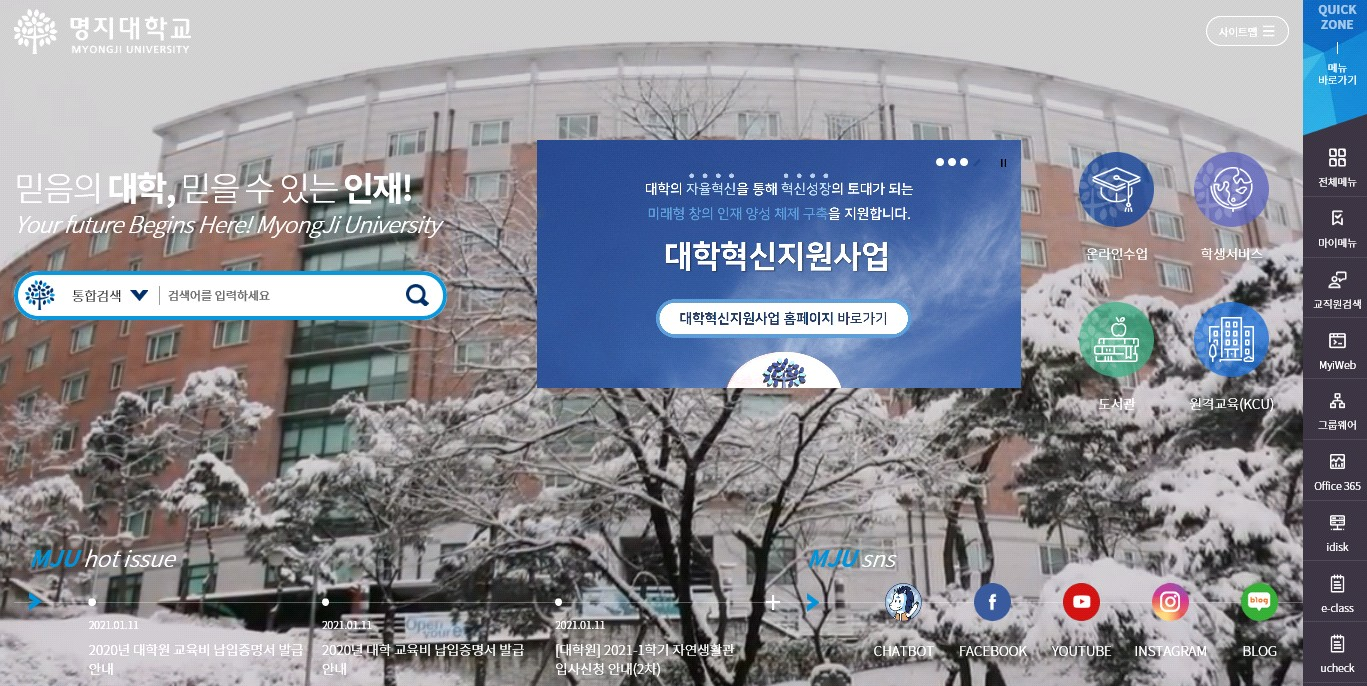 명지대학교
MYONGJI UNIVERSITY
사이트맵
믿음의 대학, 믿을 수 있는 인재!
Your future Begins Here! MyongJi University
통합검색
검색어를 입력하세요
대학의 자율혁신을 통해 혁신성장의 토대가 되는
미래형 창의 인재 양성 체제 구축을 지원합니다.
대학혁신지원사업
대학혁신지원사업 홈페이지 바로가기
온라인수업
학생서비스
도서관
원격교육(KCU)
MJU hot issue
2021.01.11
2020년 대학원 교육비 납입증명서 발급
안내
2021.01.11
2020년 대학 교육비 납입증명서 발급
안내
2021.01.11
[대학원] 2021-1학기 자연생활관
입사신청 안내(2차)
MJU sns
blog
CHATBOT
FACEBOOK
YOUTUBE
INSTAGRAM
BLOG
QUICK
ZONE
메뉴
바로가기
전체메뉴
마이메뉴
교직원검색
MyiWeb
그룹웨어
Office 365
idisk
e-class
ucheck